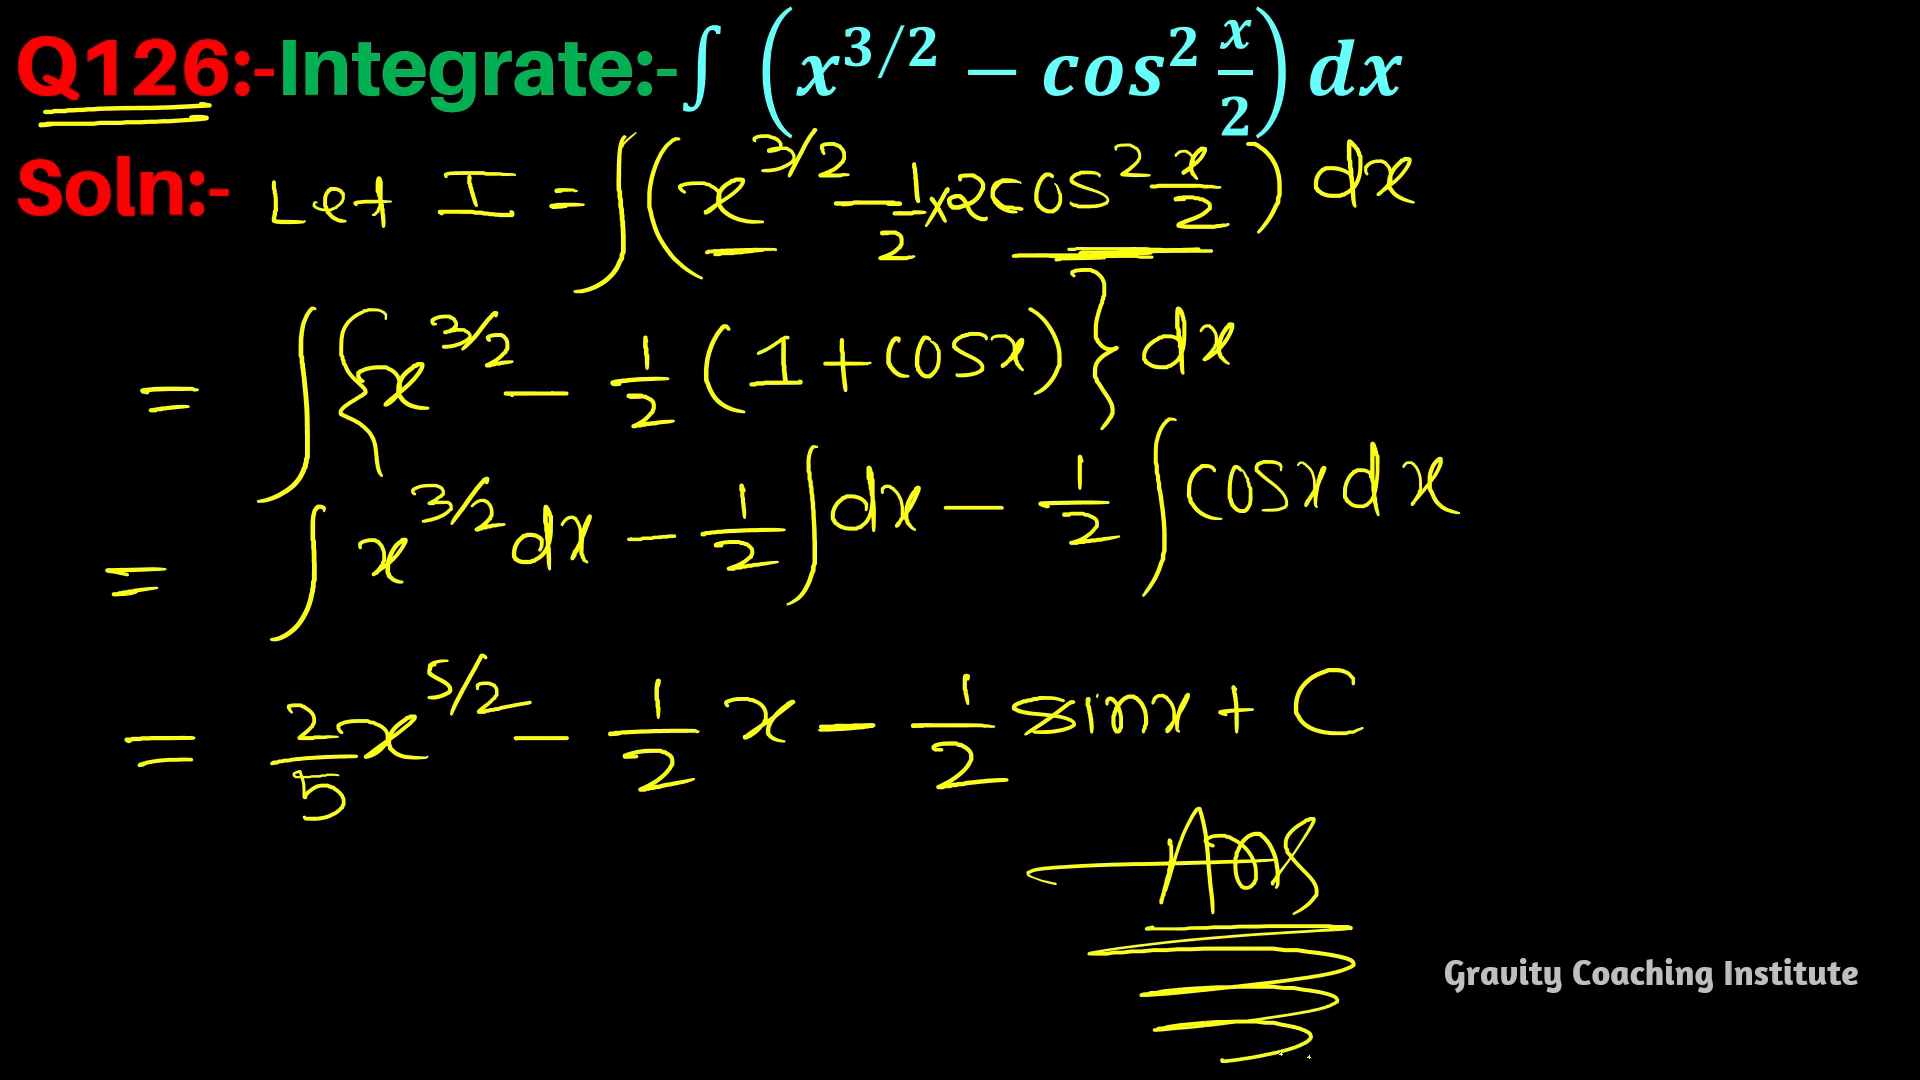 Q126:-Integrate:-∫ (x^{3/2} − cos² x/2) dx
Soln:- Let I = ∫ (x^{3/2} − 1/2 × 2cos² x/2) dx
= ∫ {x^{3/2} − 1/2 (1 + cosx)} dx
= ∫ x^{3/2} dx − 1/2 ∫ dx − 1/2 ∫ cosx dx
= 2/5 x^{5/2} − 1/2 x − 1/2 sinx + C
Ans
Gravity Coaching Institute